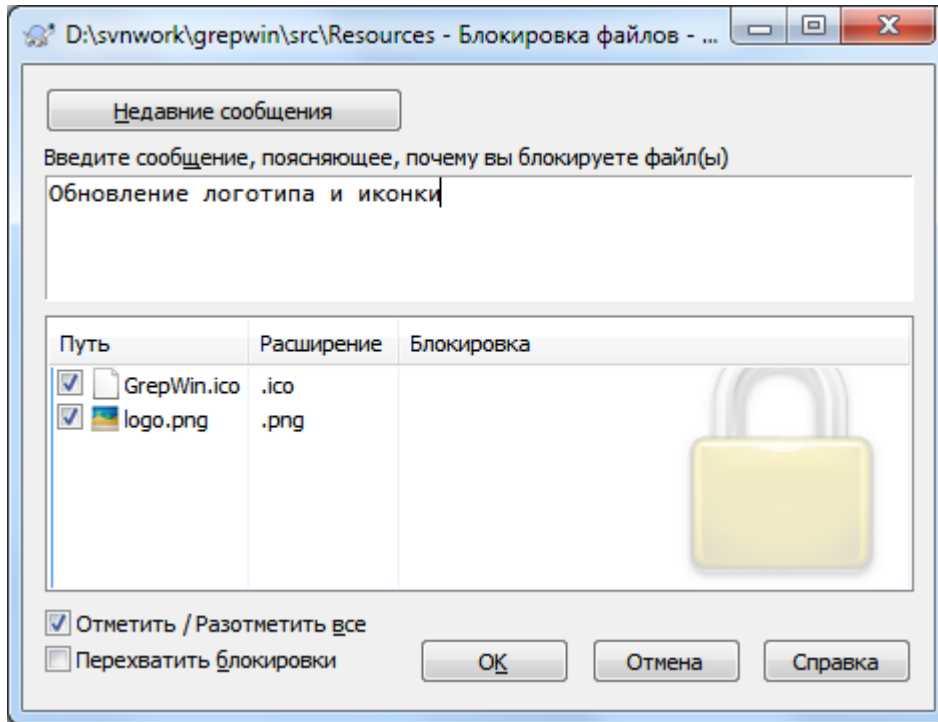 D:\svnwork\grepwin\src\Resources - Блокировка файлов - ...
Недавние сообщения
Введите сообщение, поясняющее, почему вы блокируете файл(ы)
Обновление логотипа и иконки
Путь Расширение Блокировка
GrepWin.ico .ico
logo.png .png
Отметить / Разотметить все
Перехватить блокировки
OK Отмена Справка